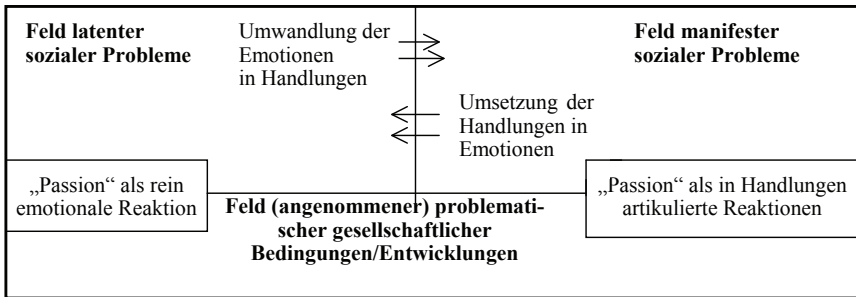 Feld latenter
sozialer Probleme
Umwandlung der
Emotionen
in Handlungen
Feld manifester
sozialer Probleme
Umsetzung der
Handlungen in
Emotionen
„Passion“ als rein
emotionale Reaktion
„Passion“ als in Handlungen
artikulierte Reaktionen
Feld (angenommener) problemati-
scher gesellschaftlicher
Bedingungen/Entwicklungen